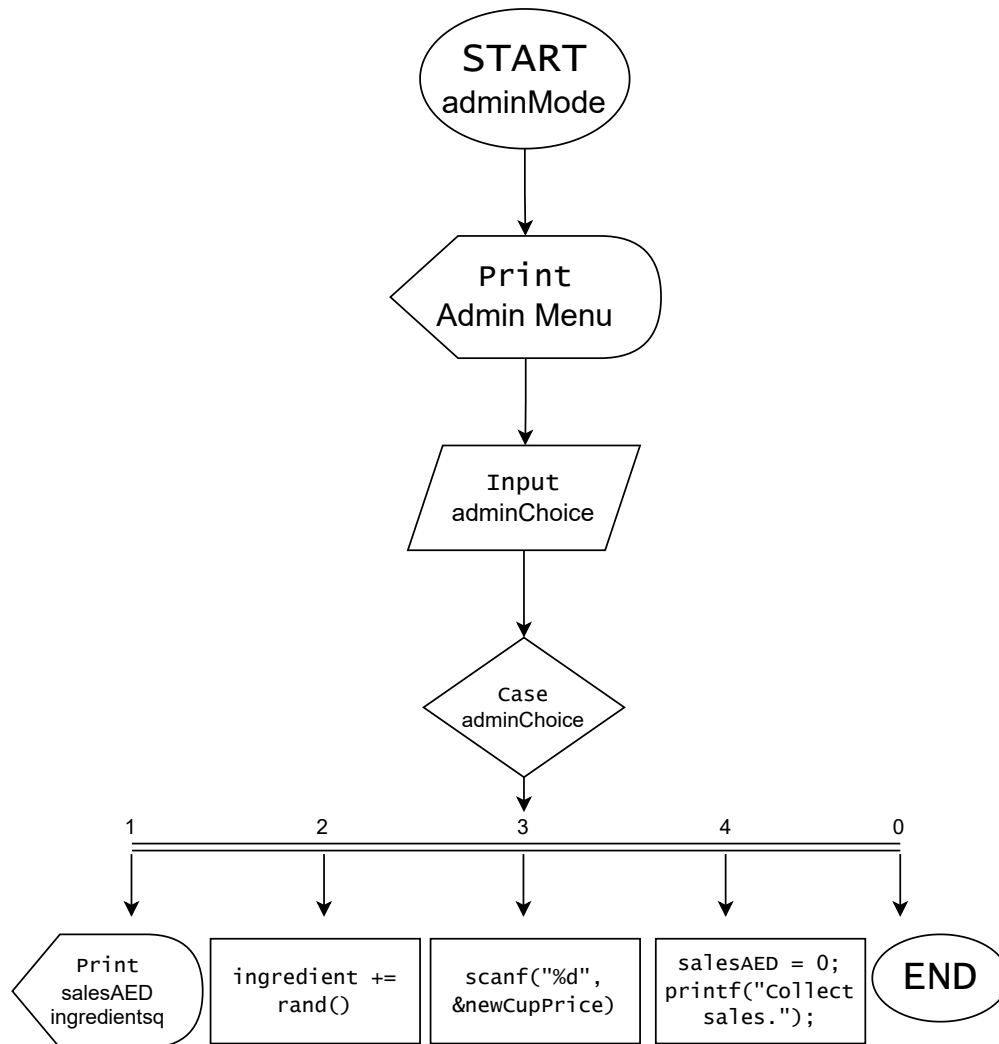 START
adminMode
Print
Admin Menu
Input
adminChoice
Case
adminChoice
1
2
3
4
0
Print
salesAED
ingredientsq
ingredient +=
rand()
scanf("%d",
&newCupPrice)
salesAED = 0;
printf("Collect
sales.");
END